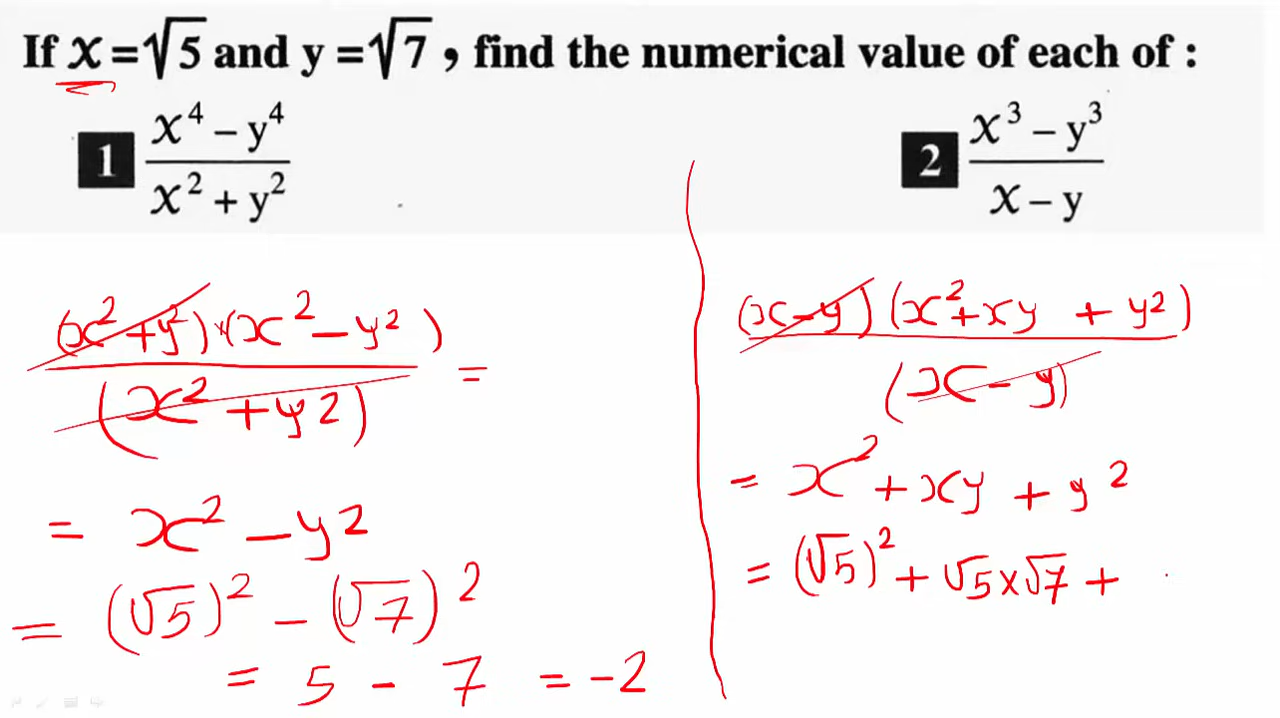 If x = √5 and y = √7 , find the numerical value of each of :
1 (x⁴ − y⁴)/(x² + y²)
2 (x³ − y³)/(x − y)
(x² + y²) × (x² − y²)
(x² + y2) =
= x² − y2
= (√5)² − (√7)²
= 5 − 7 = −2
(x − y) (x² + xy + y2)
(x − y)
= x² + xy + y²
= (√5)² + √5 × √7 +